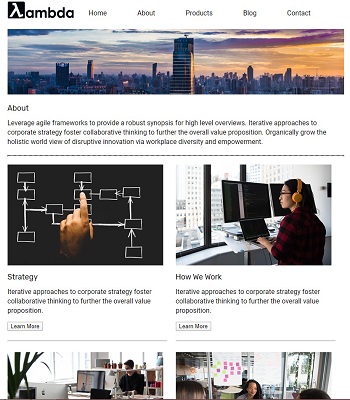 λambda
Home About Products Blog Contact
About
Leverage agile frameworks to provide a robust synopsis for high level overviews. Iterative approaches to
corporate strategy foster collaborative thinking to further the overall value proposition. Organically grow the
holistic world view of disruptive innovation via workplace diversity and empowerment.
Strategy
Iterative approaches to corporate strategy foster
collaborative thinking to further the overall value
proposition.
Learn More
How We Work
Iterative approaches to corporate strategy foster
collaborative thinking to further the overall value
proposition.
Learn More